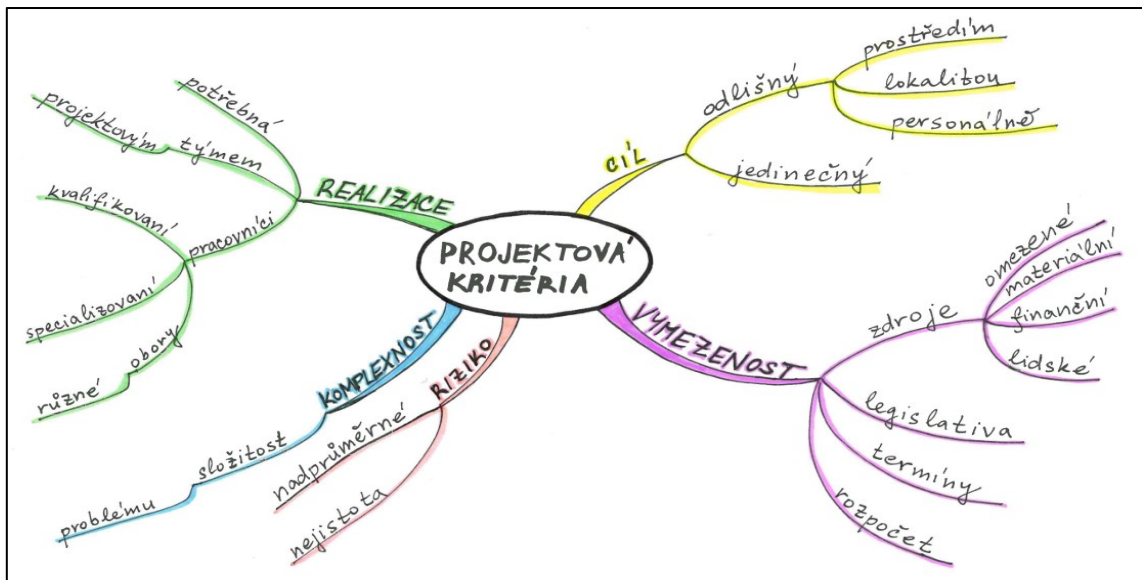 PROJEKTOVÁ
KRITÉRIA
CÍL
odlišný
prostředím
lokalitou
personálně
jedinečný
VYMEZENOST
zdroje
omezené
materiální
finanční
lidské
legislativa
termíny
rozpočet
RIZIKO
nadprůměrné
nejistota
KOMPLEXNOST
složitost
problému
REALIZACE
potřebná
týmem
projektovým
pracovníci
kvalifikovaní
specializovaní
obory
různé